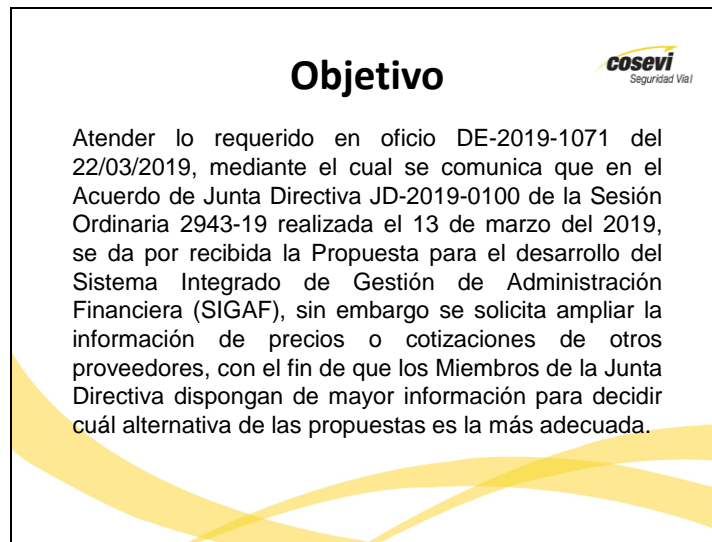 Objetivo
cosevi
Seguridad Vial
Atender lo requerido en oficio DE-2019-1071 del
22/03/2019, mediante el cual se comunica que en el
Acuerdo de Junta Directiva JD-2019-0100 de la Sesión
Ordinaria 2943-19 realizada el 13 de marzo del 2019,
se da por recibida la Propuesta para el desarrollo del
Sistema Integrado de Gestión de Administración
Financiera (SIGAF), sin embargo se solicita ampliar la
información de precios o cotizaciones de otros
proveedores, con el fin de que los Miembros de la Junta
Directiva dispongan de mayor información para decidir
cuál alternativa de las propuestas es la más adecuada.